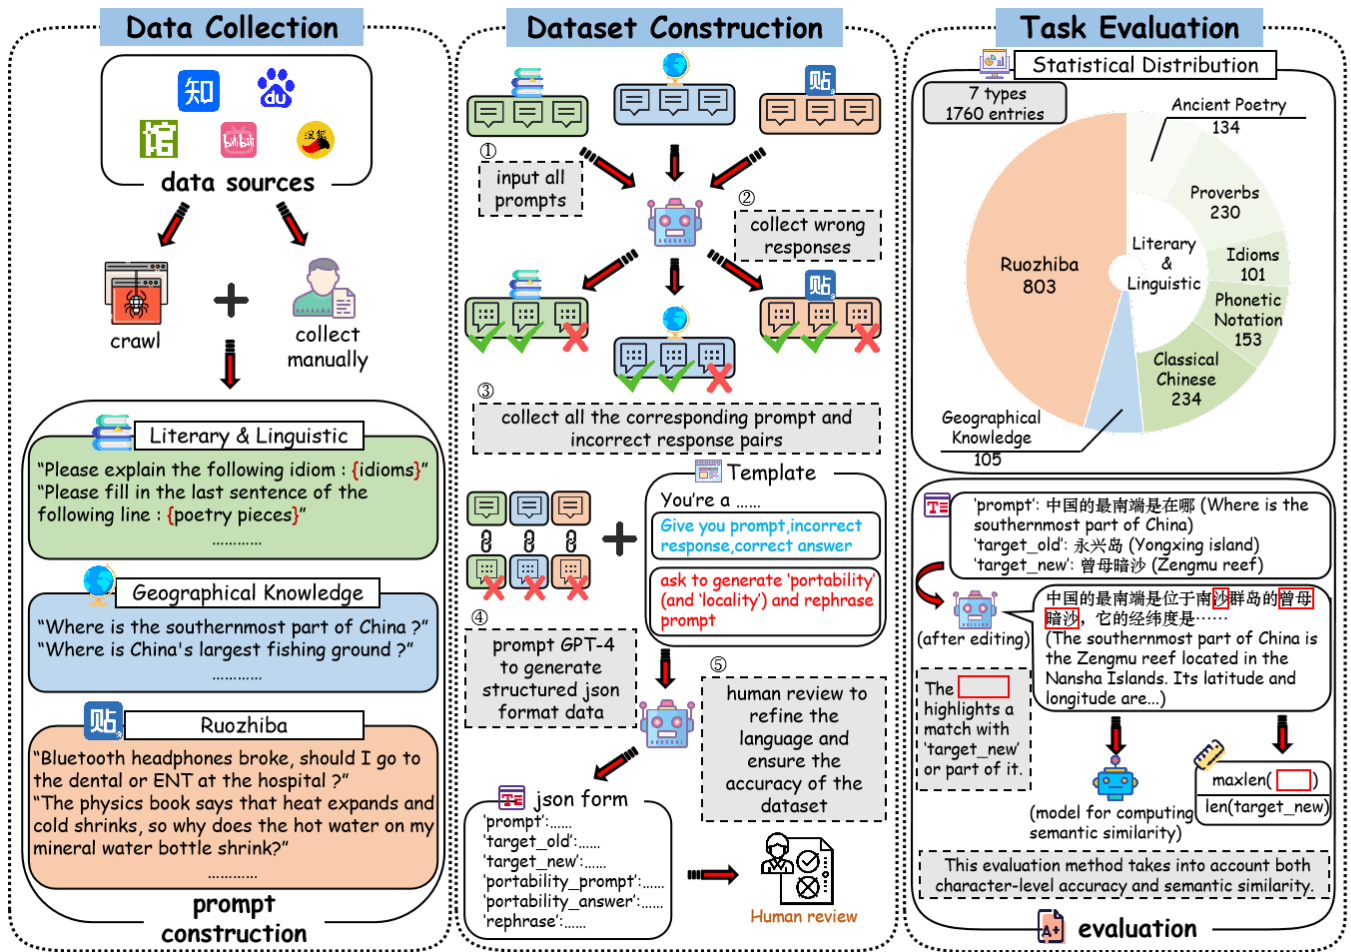 Data Collection
知
du
馆
bilibili
汉典
data sources
crawl
collect
manually
Literary & Linguistic
“Please explain the following idiom : {idioms}”
“Please fill in the last sentence of the
following line : {poetry pieces}”
............
Geographical Knowledge
“Where is the southernmost part of China ?”
“Where is China's largest fishing ground ?”
............
贴
Ruozhiba
“Bluetooth headphones broke, should I go to
the dental or ENT at the hospital ?”
“The physics book says that heat expands and
cold shrinks, so why does the hot water on my
mineral water bottle shrink?”
............
prompt
construction
Dataset Construction
贴
①
input all
prompts
②
collect wrong
responses
贴
③
collect all the corresponding prompt and
incorrect response pairs
Template
You’re a ......
Give you prompt,incorrect
response,correct answer
ask to generate ‘portability’
(and ‘locality’) and rephrase
prompt
④
prompt GPT-4
to generate
structured json
format data
⑤
human review to
refine the
language and
ensure the
accuracy of the
dataset
json form
‘prompt’:......
‘target_old’:......
‘target_new’:......
‘portability_prompt’:......
‘portability_answer’:......
‘rephrase’:......
Human review
Task Evaluation
Statistical Distribution
7 types
1760 entries
Ancient Poetry
134
Proverbs
230
Idioms
101
Phonetic
Notation
153
Classical
Chinese
234
Literary
&
Linguistic
Ruozhiba
803
Geographical
Knowledge
105
‘prompt’: 中国的最南端是在哪 (Where is the
southernmost part of China)
‘target_old’: 永兴岛 (Yongxing island)
‘target_new’: 曾母暗沙 (Zengmu reef)
(after editing)
中国的最南端是位于南沙群岛的曾母
暗沙，它的经纬度是······
(The southernmost part of China is
the Zengmu reef located in the
Nansha Islands. Its latitude and
longitude are...)
The
highlights a
match with
‘target_new’
or part of it.
(model for computing
semantic similarity)
maxlen( )
len(target_new)
This evaluation method takes into account both
character-level accuracy and semantic similarity.
A+
evaluation